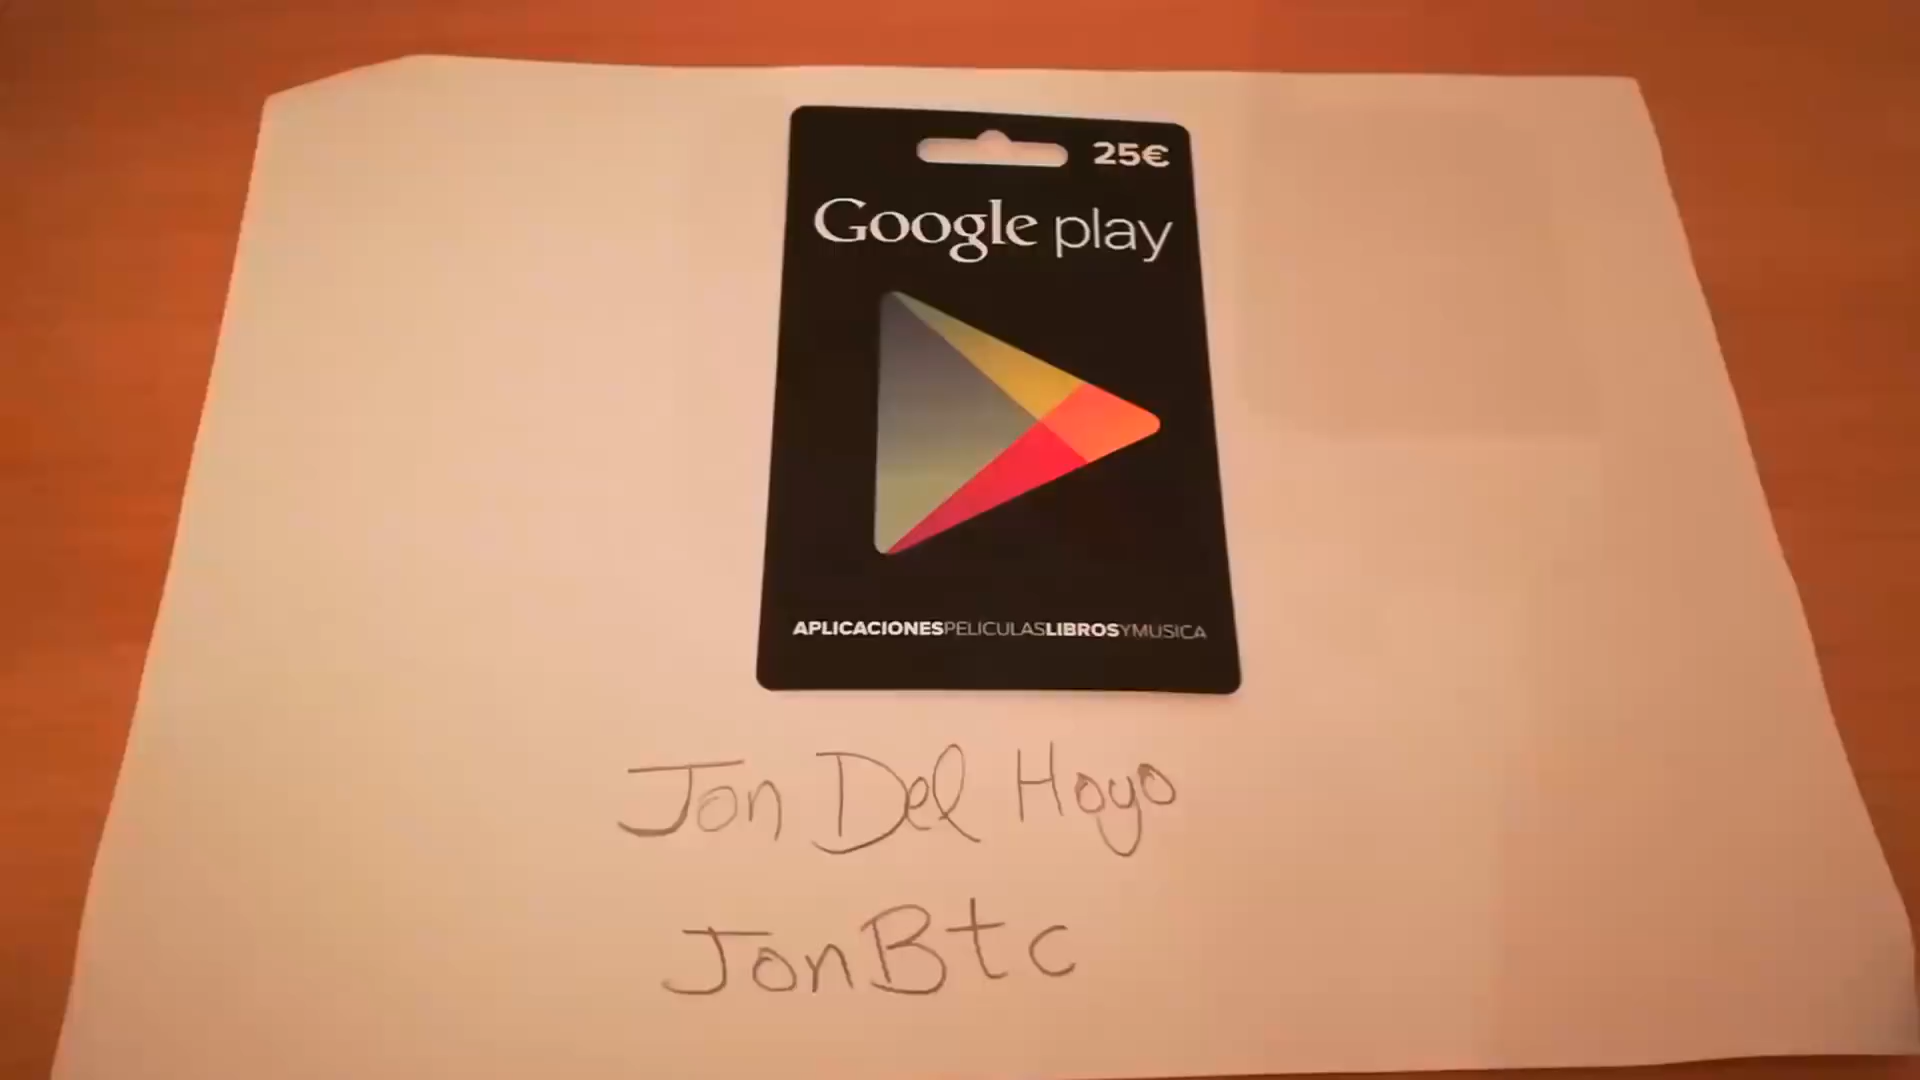 25€
Google play
APLICACIONESPELICULASLIBROSYMUSICA
Jon Del Hoyo
JonBtc